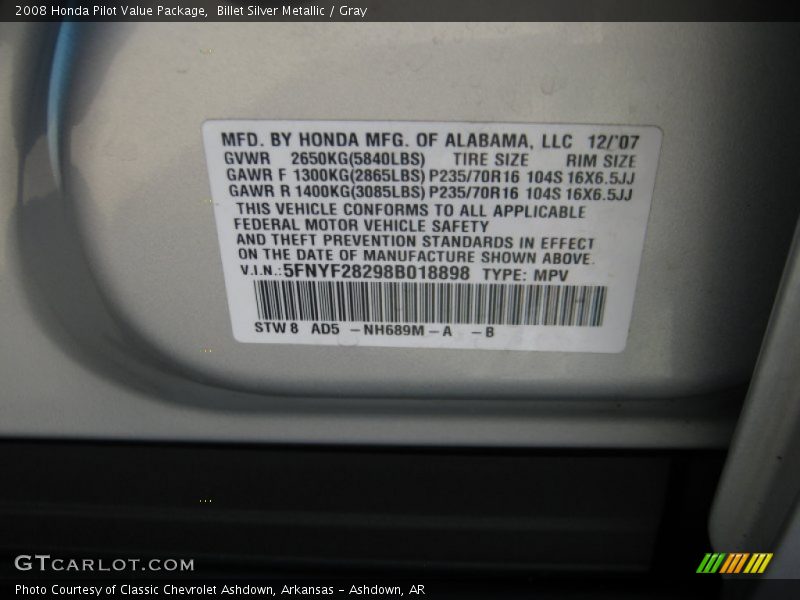 2008 Honda Pilot Value Package,  Billet Silver Metallic / Gray
MFD. BY HONDA MFG. OF ALABAMA, LLC 12/'07
GVWR 2650KG(5840LBS) TIRE SIZE RIM SIZE
GAWR F 1300KG(2865LBS) P235/70R16 104S 16X6.5JJ
GAWR R 1400KG(3085LBS) P235/70R16 104S 16X6.5JJ
THIS VEHICLE CONFORMS TO ALL APPLICABLE
FEDERAL MOTOR VEHICLE SAFETY
AND THEFT PREVENTION STANDARDS IN EFFECT
ON THE DATE OF MANUFACTURE SHOWN ABOVE.
V.I.N.:5FNYF28298B018898 TYPE: MPV
STW8 AD5 -NH689M-A -B
GTCARLOT.COM
Photo Courtesy of Classic Chevrolet Ashdown, Arkansas - Ashdown, AR